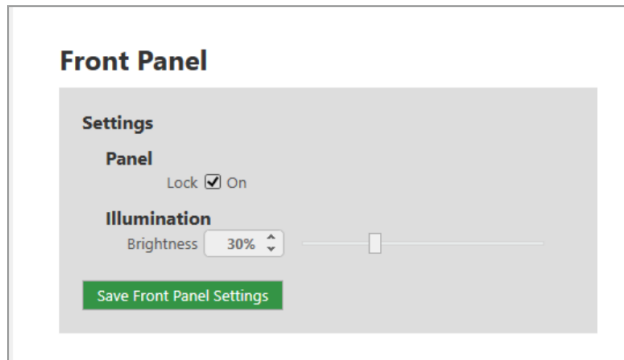 Front Panel
Settings
Panel
Lock On
Illumination
Brightness 30%
Save Front Panel Settings